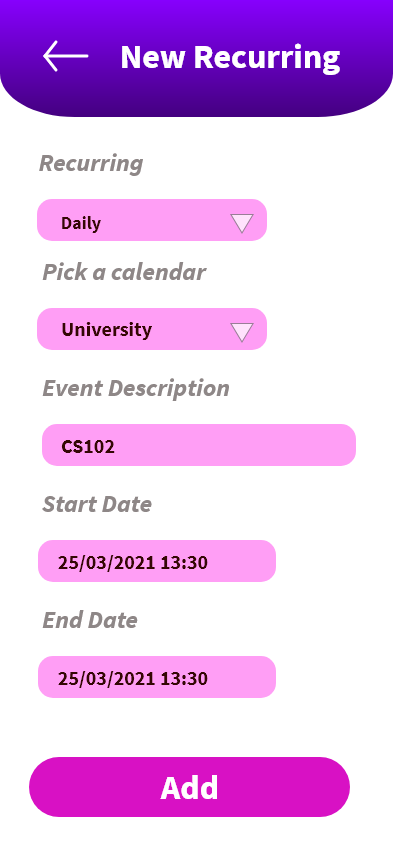 New Recurring
Recurring
Daily
Pick a calendar
University
Event Description
CS102
Start Date
25/03/2021 13:30
End Date
25/03/2021 13:30
Add